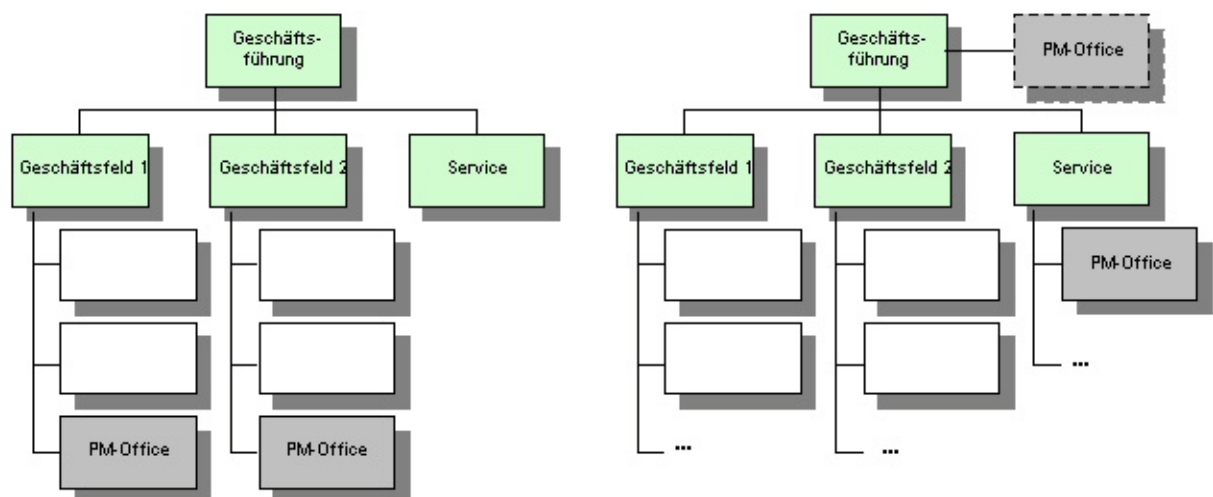 Geschäfts-
führung
Geschäftsfeld 1
Geschäftsfeld 2
Service
PM-Office
PM-Office
Geschäfts-
führung
PM-Office
Geschäftsfeld 1
Geschäftsfeld 2
Service
PM-Office
...
...
...